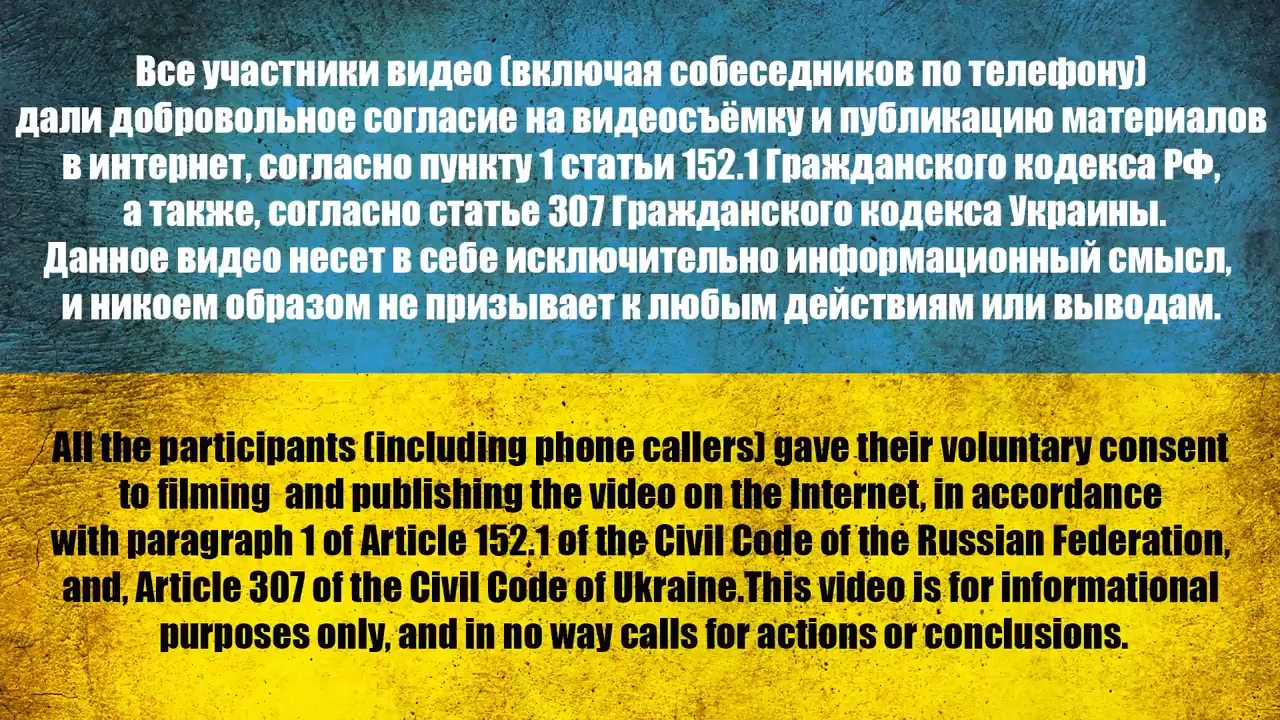 Все участники видео (включая собеседников по телефону)
дали добровольное согласие на видеосъёмку и публикацию материалов
в интернет, согласно пункту 1 статьи 152.1 Гражданского кодекса РФ,
а также, согласно статье 307 Гражданского кодекса Украины.
Данное видео несет в себе исключительно информационный смысл,
и никоем образом не призывает к любым действиям или выводам.
All the participants (including phone callers) gave their voluntary consent
to filming  and publishing the video on the Internet, in accordance
with paragraph 1 of Article 152.1 of the Civil Code of the Russian Federation,
and, Article 307 of the Civil Code of Ukraine.This video is for informational
purposes only, and in no way calls for actions or conclusions.